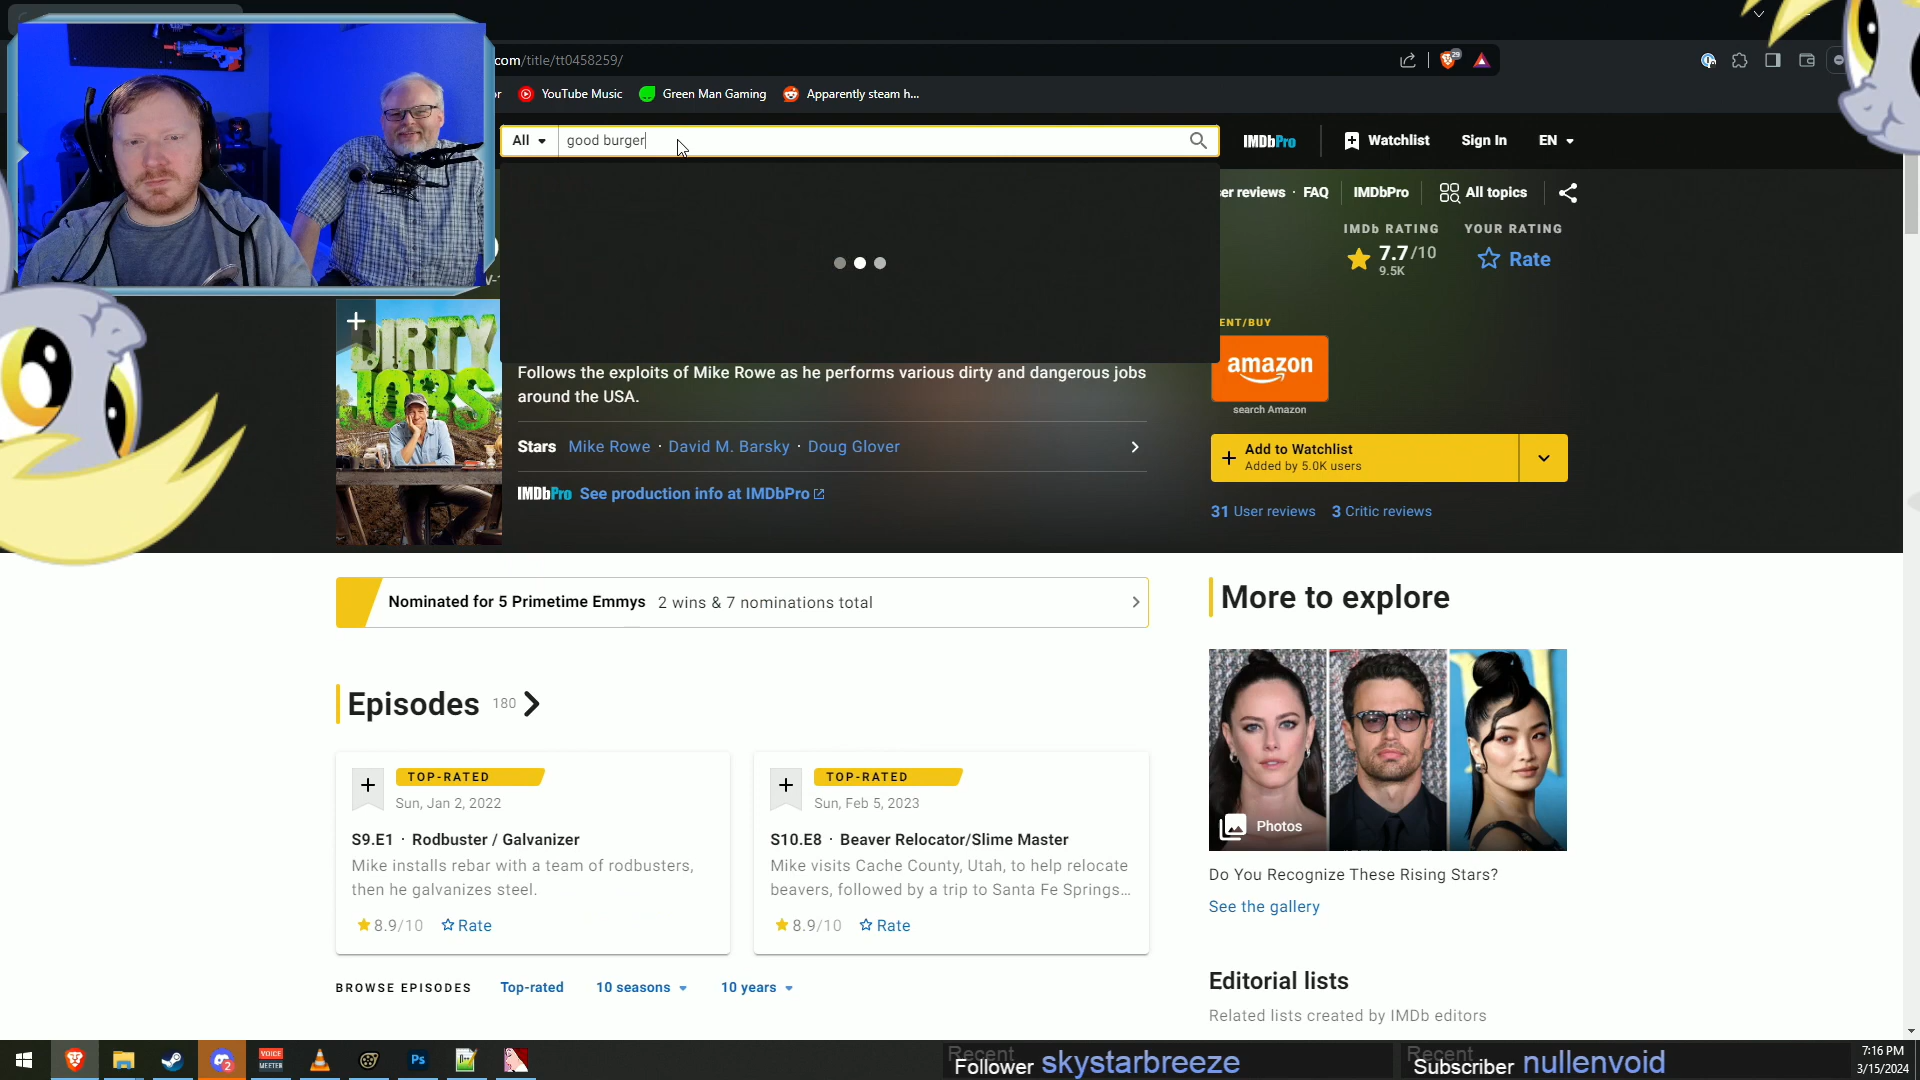 com/title/tt0458259/
29
or
YouTube Music
Green Man Gaming
Apparently steam h...
All
good burger
IMDbPro
Watchlist
Sign In
EN
er reviews · FAQ
IMDbPro
All topics
IMDb RATING
YOUR RATING
7.7/10
9.5K
Rate
DIRTY
JOBS
ENT/BUY
amazon
search Amazon
Follows the exploits of Mike Rowe as he performs various dirty and dangerous jobs
around the USA.
Stars Mike Rowe · David M. Barsky · Doug Glover
IMDbPro See production info at IMDbPro
Add to Watchlist
Added by 5.0K users
31 User reviews 3 Critic reviews
Nominated for 5 Primetime Emmys 2 wins & 7 nominations total
More to explore
Episodes 180
TOP-RATED
Sun, Jan 2, 2022
S9.E1 · Rodbuster / Galvanizer
Mike installs rebar with a team of rodbusters,
then he galvanizes steel.
8.9/10 Rate
TOP-RATED
Sun, Feb 5, 2023
S10.E8 · Beaver Relocator/Slime Master
Mike visits Cache County, Utah, to help relocate
beavers, followed by a trip to Santa Fe Springs...
8.9/10 Rate
Photos
Do You Recognize These Rising Stars?
See the gallery
BROWSE EPISODES Top-rated 10 seasons 10 years
Editorial lists
Related lists created by IMDb editors
2
VOICE
MEETER
Ps
Recent
Follower skystarbreeze
Recent
Subscriber nullenvoid
7:16 PM
3/15/2024